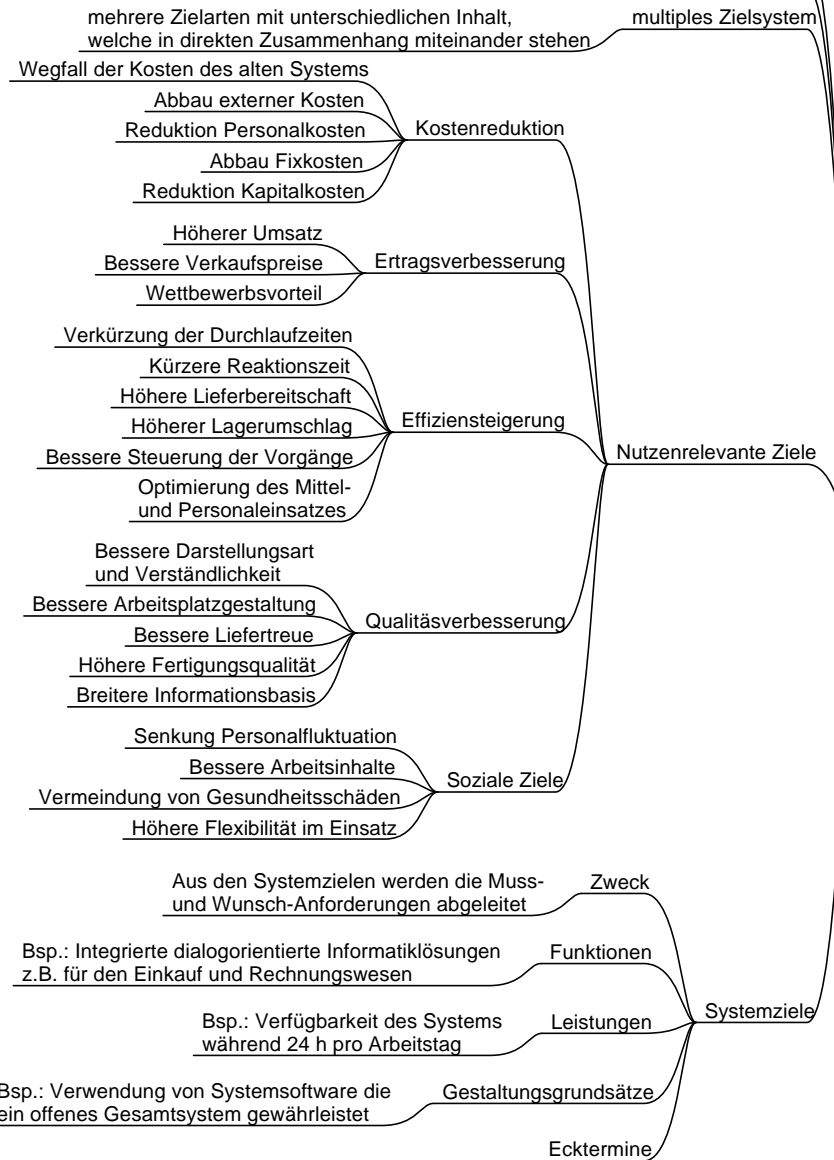 mehrere Zielarten mit unterschiedlichen Inhalt,
welche in direkten Zusammenhang miteinander stehen
multiples Zielsystem
Wegfall der Kosten des alten Systems
Abbau externer Kosten
Reduktion Personalkosten
Abbau Fixkosten
Reduktion Kapitalkosten
Kostenreduktion
Höherer Umsatz
Bessere Verkaufspreise
Wettbewerbsvorteil
Ertragsverbesserung
Verkürzung der Durchlaufzeiten
Kürzere Reaktionszeit
Höhere Lieferbereitschaft
Höherer Lagerumschlag
Bessere Steuerung der Vorgänge
Optimierung des Mittel-
und Personaleinsatzes
Effiziensteigerung
Nutzenrelevante Ziele
Bessere Darstellungsart
und Verständlichkeit
Bessere Arbeitsplatzgestaltung
Bessere Liefertreue
Höhere Fertigungsqualität
Breitere Informationsbasis
Qualitäsverbesserung
Senkung Personalfluktuation
Bessere Arbeitsinhalte
Vermeindung von Gesundheitsschäden
Höhere Flexibilität im Einsatz
Soziale Ziele
Aus den Systemzielen werden die Muss-
und Wunsch-Anforderungen abgeleitet
Zweck
Bsp.: Integrierte dialogorientierte Informatiklösungen
z.B. für den Einkauf und Rechnungswesen
Funktionen
Bsp.: Verfügbarkeit des Systems
während 24 h pro Arbeitstag
Leistungen
Systemziele
Bsp.: Verwendung von Systemsoftware die
ein offenes Gesamtsystem gewährleistet
Gestaltungsgrundsätze
Ecktermine